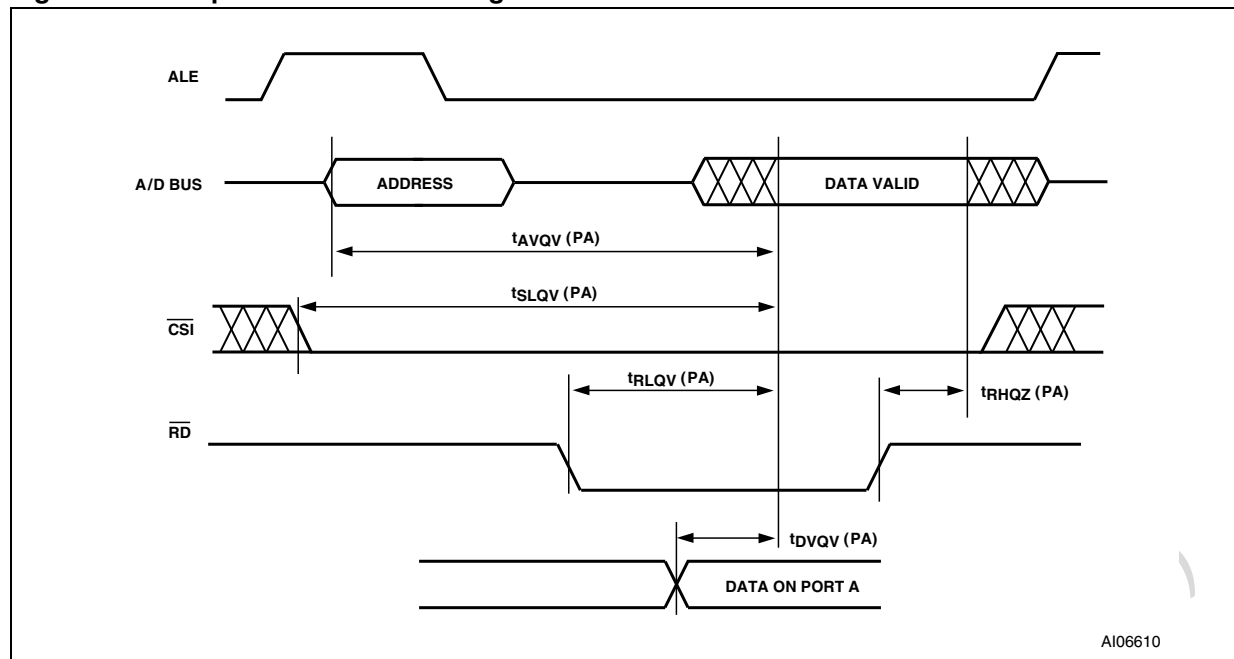 ALE
A/D BUS
ADDRESS
DATA VALID
tAVQV (PA)
tSLQV (PA)
CSI
tRLQV (PA)
tRHQZ (PA)
RD
tDVQV (PA)
DATA ON PORT A
AI06610